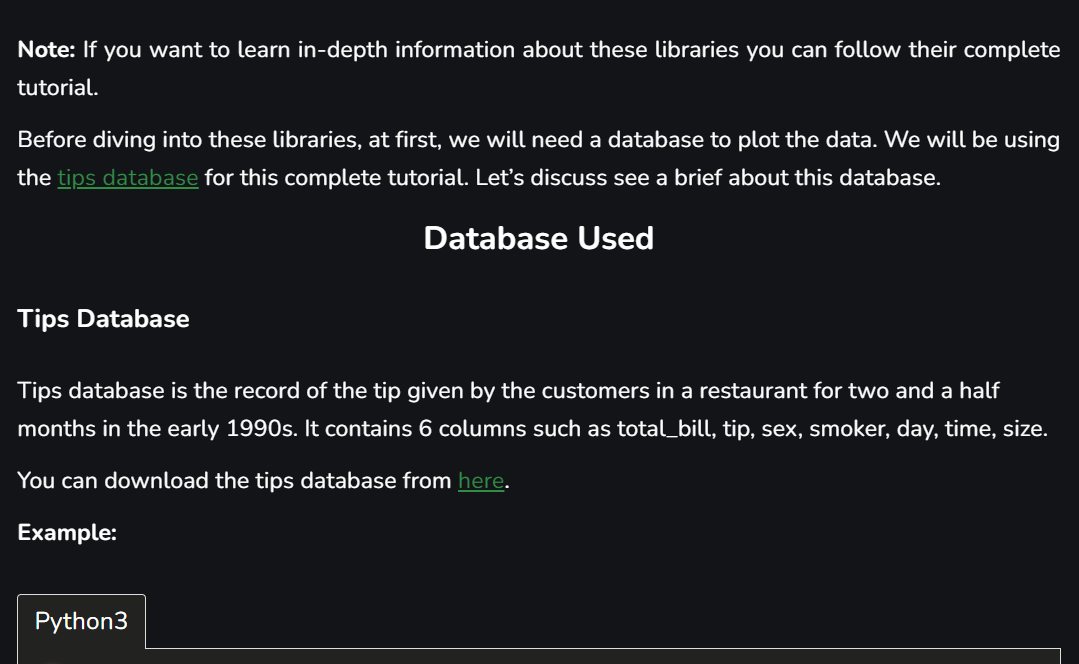 Note: If you want to learn in-depth information about these libraries you can follow their complete
tutorial.
Before diving into these libraries, at first, we will need a database to plot the data. We will be using
the tips database for this complete tutorial. Let’s discuss see a brief about this database.
Database Used
Tips Database
Tips database is the record of the tip given by the customers in a restaurant for two and a half
months in the early 1990s. It contains 6 columns such as total_bill, tip, sex, smoker, day, time, size.
You can download the tips database from here.
Example:
Python3